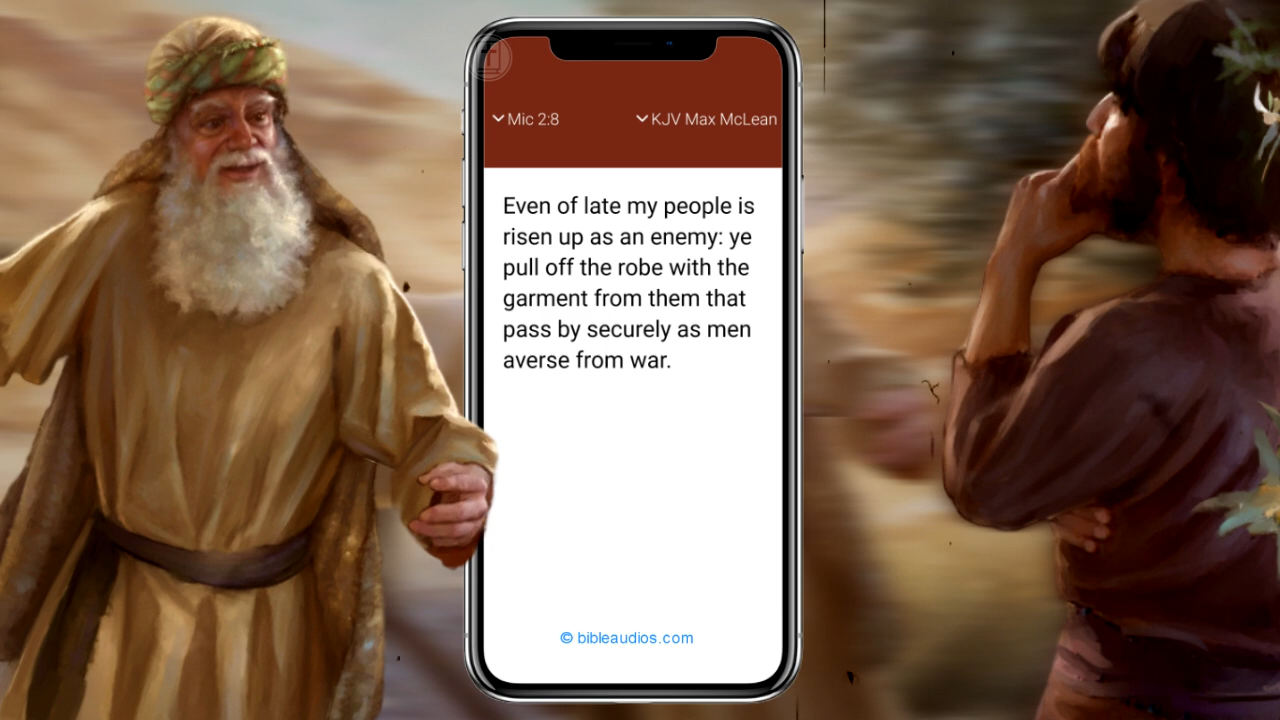 Mic 2:8
KJV Max McLean
Even of late my people is
risen up as an enemy: ye
pull off the robe with the
garment from them that
pass by securely as men
averse from war.
© bibleaudios.com